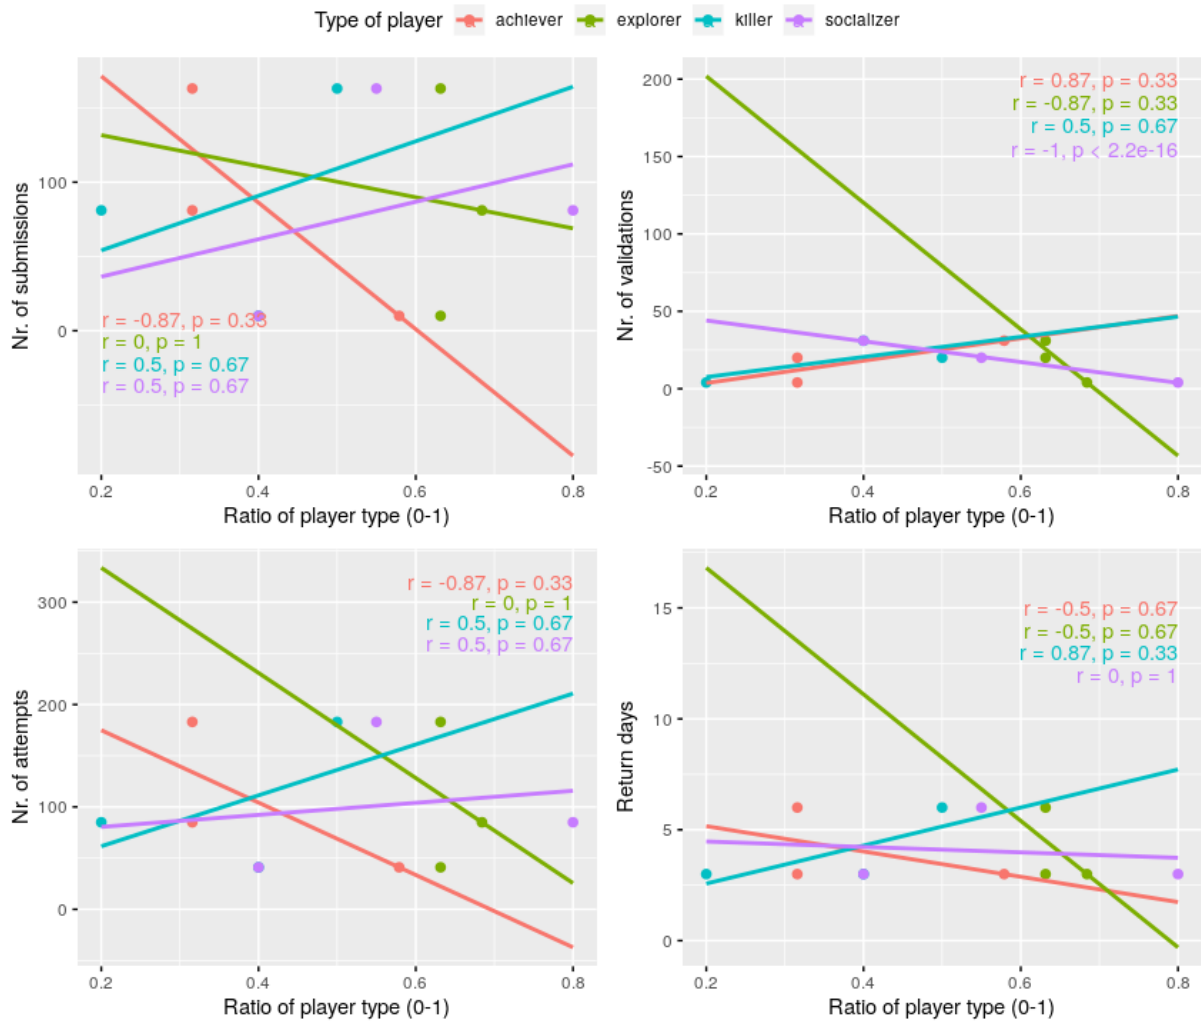 Type of player achiever explorer killer socializer
Nr. of submissions
100
0
r = -0.87, p = 0.33
r = 0, p = 1
r = 0.5, p = 0.67
r = 0.5, p = 0.67
0.2 0.4 0.6 0.8
Ratio of player type (0-1)
Nr. of validations
200
150
100
50
0
-50
r = 0.87, p = 0.33
r = -0.87, p = 0.33
r = 0.5, p = 0.67
r = -1, p < 2.2e-16
0.2 0.4 0.6 0.8
Ratio of player type (0-1)
Nr. of attempts
300
200
100
0
r = -0.87, p = 0.33
r = 0, p = 1
r = 0.5, p = 0.67
r = 0.5, p = 0.67
0.2 0.4 0.6 0.8
Ratio of player type (0-1)
Return days
15
10
5
0
r = -0.5, p = 0.67
r = -0.5, p = 0.67
r = 0.87, p = 0.33
r = 0, p = 1
0.2 0.4 0.6 0.8
Ratio of player type (0-1)